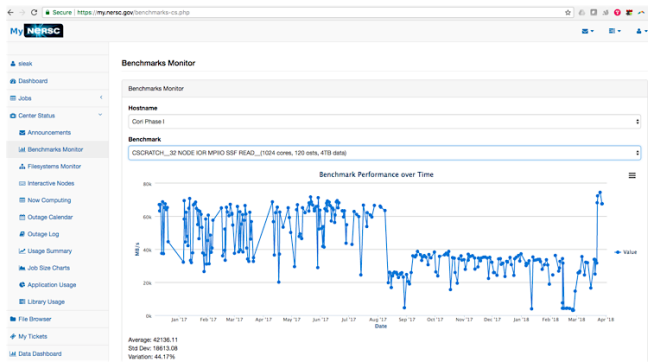 Secure | https://my.nersc.gov/benchmarks-cs.php
My NERSC
sleak
Dashboard
Jobs
Center Status
Announcements
Benchmarks Monitor
Filesystems Monitor
Interactive Nodes
Now Computing
Outage Calendar
Outage Log
Usage Summary
Job Size Charts
Application Usage
Library Usage
File Browser
My Tickets
Data Dashboard
Benchmarks Monitor
Benchmarks Monitor
Hostname
Cori Phase I
Benchmark
CSCRATCH__32 NODE IOR MPIIO SSF READ__(1024 cores, 120 osts, 4TB data)
Benchmark Performance over Time
80k
60k
40k
20k
0k
MB/s
Jan '17 Feb '17 Mar '17 Apr '17 May '17 Jun '17 Jul '17 Aug '17 Sep '17 Oct '17 Nov '17 Dec '17 Jan '18 Feb '18 Mar '18 Apr '18
Date
Value
Average: 42136.11
Std Dev: 18613.08
Variation: 44.17%